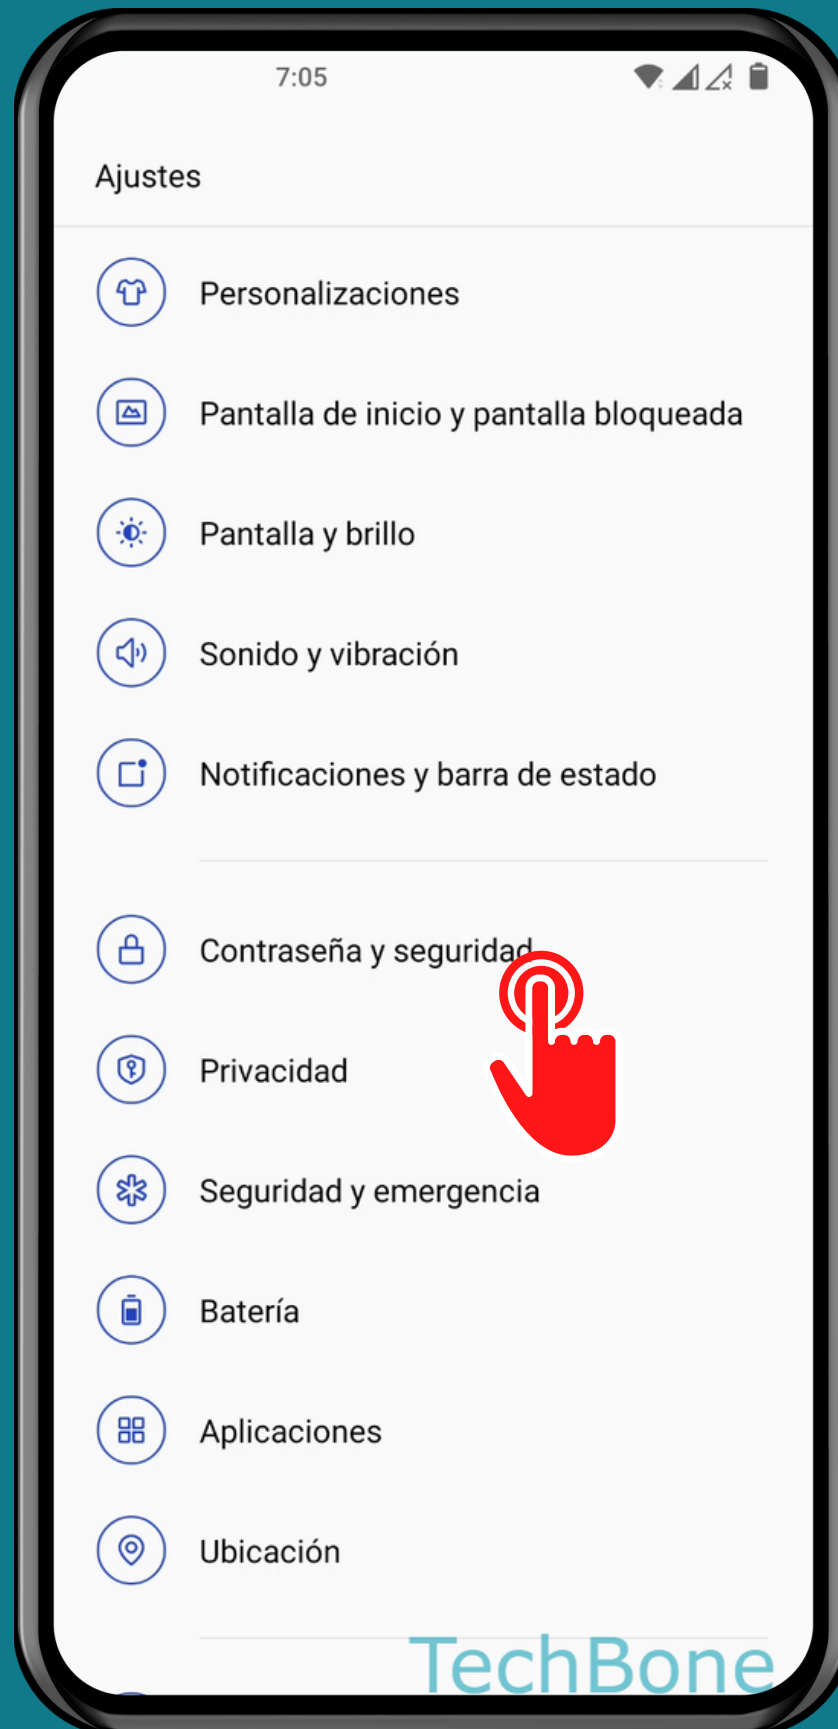 7:05
Ajustes
Personalizaciones
Pantalla de inicio y pantalla bloqueada
Pantalla y brillo
Sonido y vibración
Notificaciones y barra de estado
Contraseña y seguridad
Privacidad
Seguridad y emergencia
Batería
Aplicaciones
Ubicación
TechBone